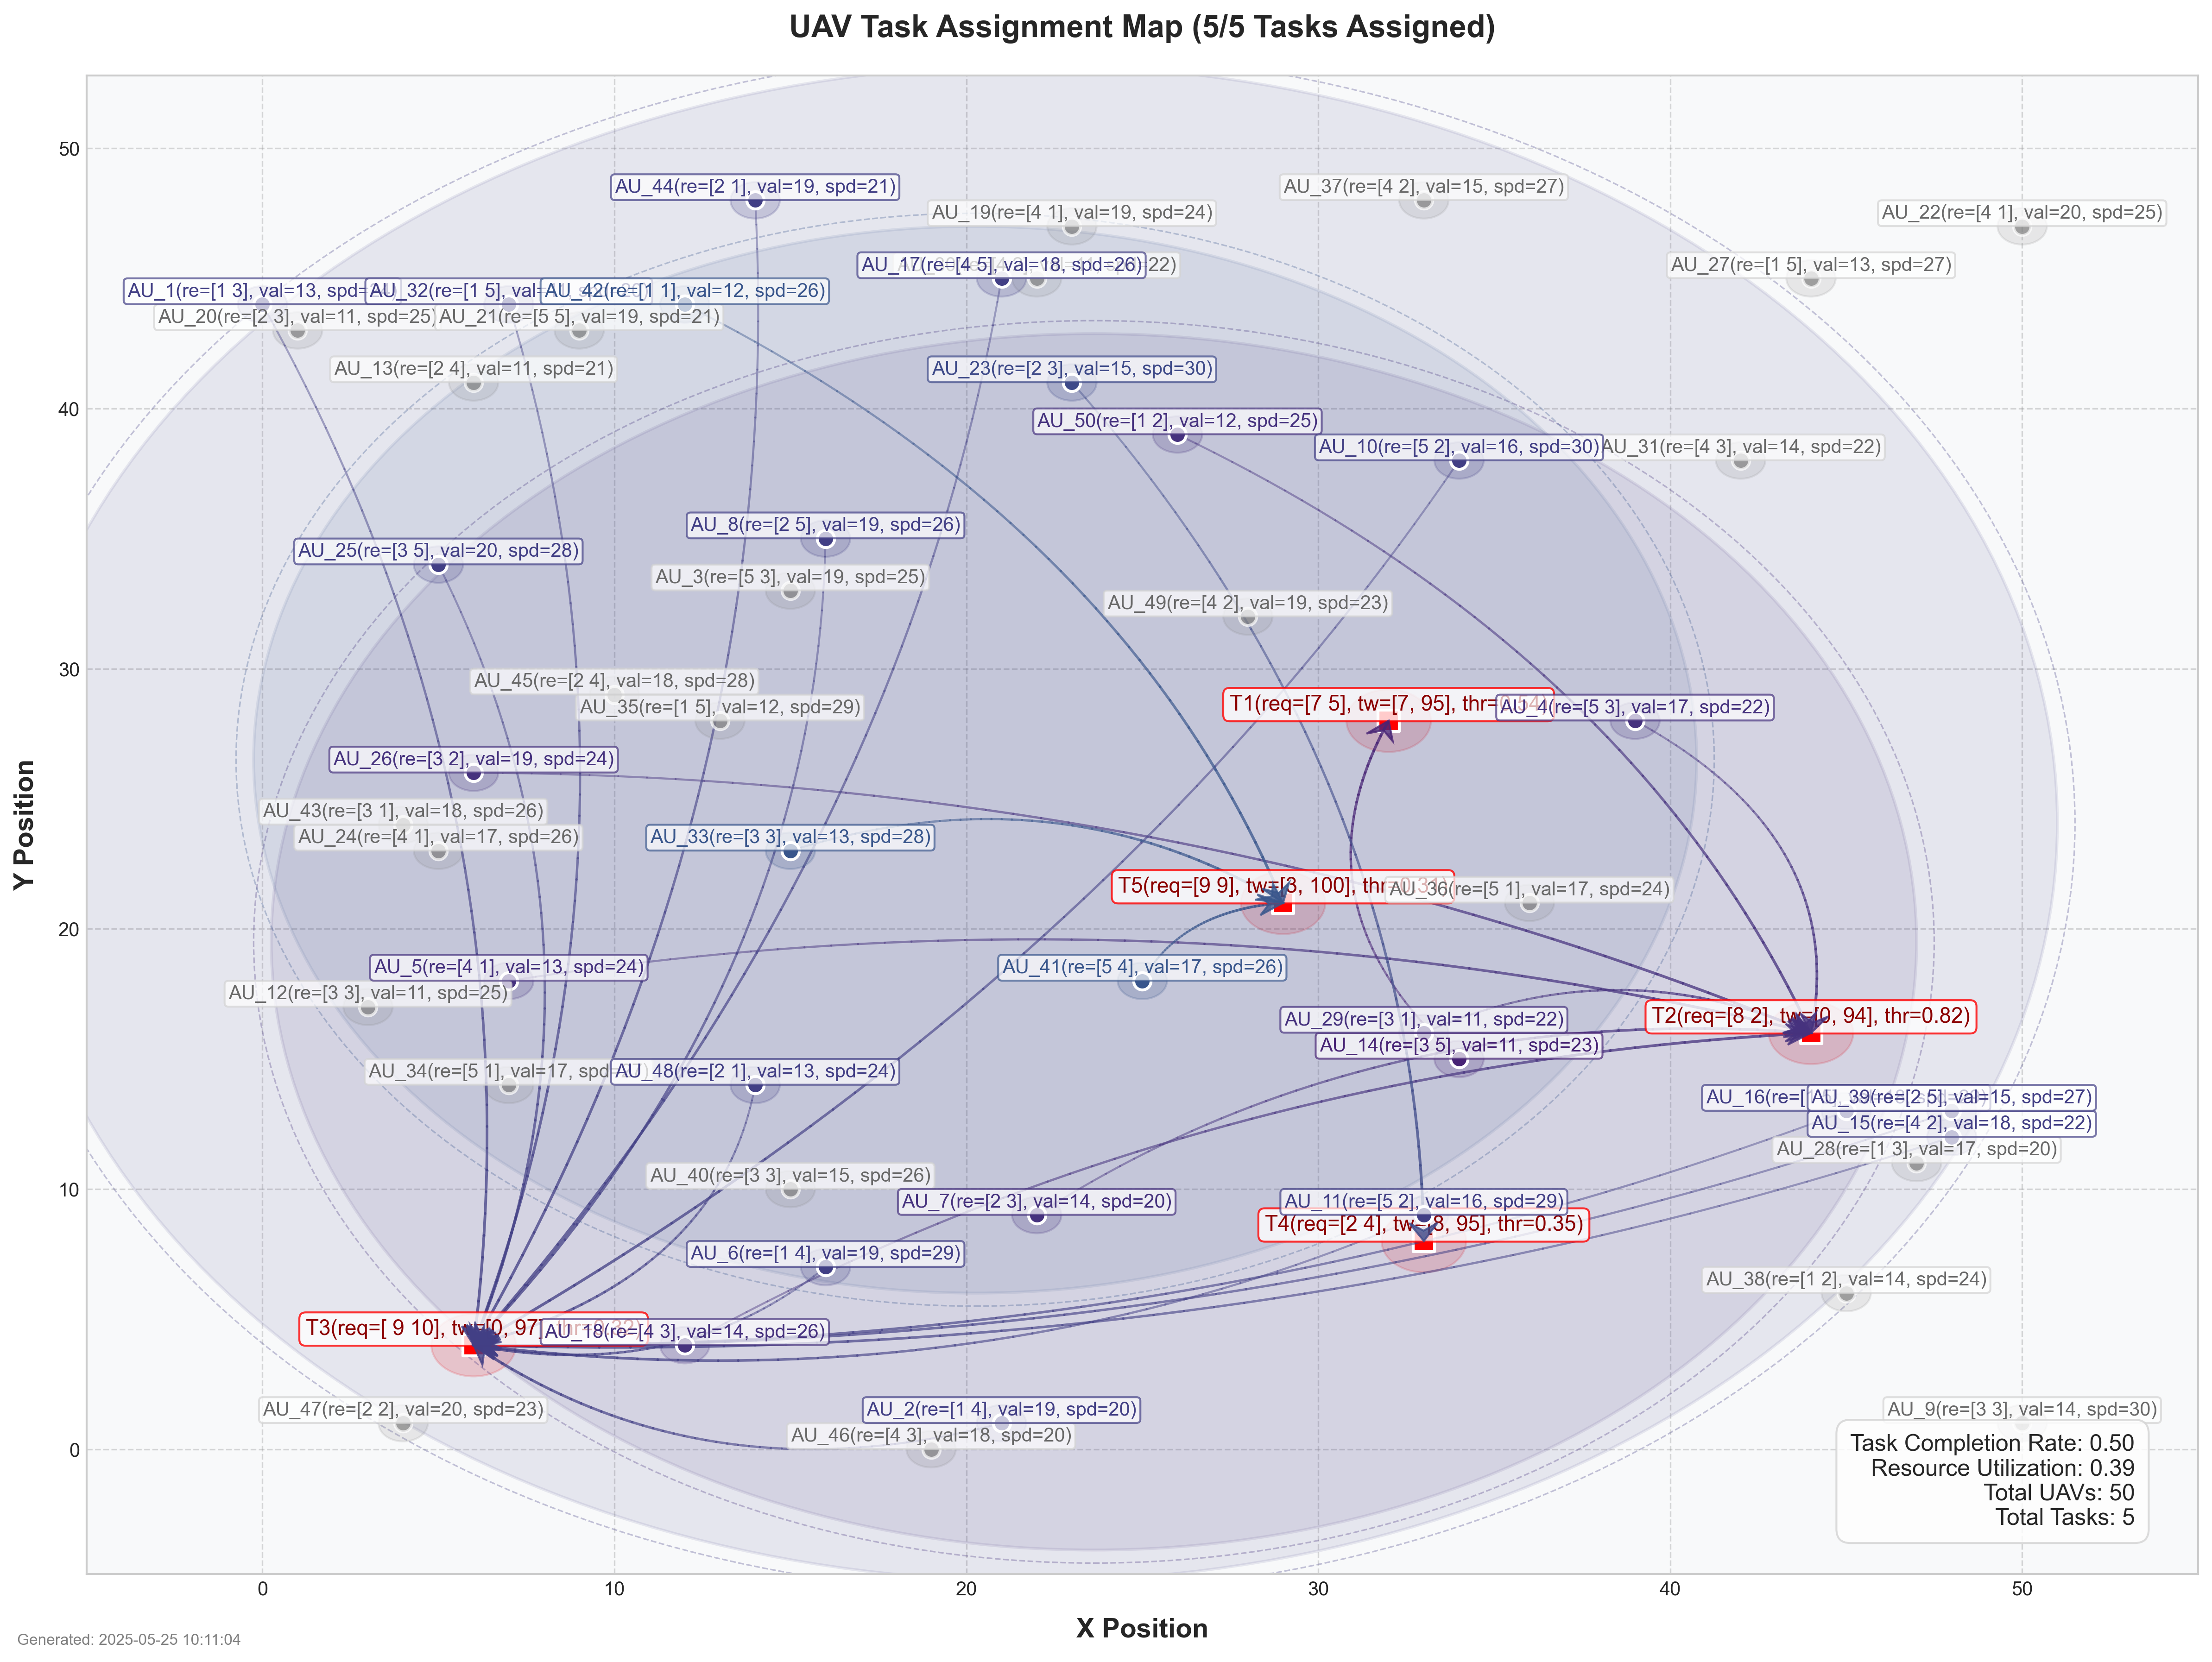 UAV Task Assignment Map (5/5 Tasks Assigned)
50
40
30
20
10
0
Y Position
AU_44(re=[2 1], val=19, spd=21)
AU_37(re=[4 2], val=15, spd=27)
AU_19(re=[4 1], val=19, spd=24)
AU_22(re=[4 1], val=20, spd=25)
AU_17(re=[4 5], val=18, spd=26)
22)
AU_27(re=[1 5], val=13, spd=27)
AU_1(re=[1 3], val=13, spd=
AU_32(re=[1 5], val=
AU_42(re=[1 1], val=12, spd=26)
AU_20(re=[2 3], val=11, spd=25)
AU_21(re=[5 5], val=19, spd=21)
AU_13(re=[2 4], val=11, spd=21)
AU_23(re=[2 3], val=15, spd=30)
AU_50(re=[1 2], val=12, spd=25)
AU_10(re=[5 2], val=16, spd=30)
AU_31(re=[4 3], val=14, spd=22)
AU_8(re=[2 5], val=19, spd=26)
AU_25(re=[3 5], val=20, spd=28)
AU_3(re=[5 3], val=19, spd=25)
AU_49(re=[4 2], val=19, spd=23)
AU_45(re=[2 4], val=18, spd=28)
AU_35(re=[1 5], val=12, spd=29)
T1(req=[7 5], tw=[7, 95], thr=0.54)
AU_4(re=[5 3], val=17, spd=22)
AU_26(re=[3 2], val=19, spd=24)
AU_43(re=[3 1], val=18, spd=26)
AU_24(re=[4 1], val=17, spd=26)
AU_33(re=[3 3], val=13, spd=28)
T5(req=[9 9], tw=[3, 100], thr=0.31)
AU_36(re=[5 1], val=17, spd=24)
AU_5(re=[4 1], val=13, spd=24)
AU_41(re=[5 4], val=17, spd=26)
AU_12(re=[3 3], val=11, spd=25)
AU_29(re=[3 1], val=11, spd=22)
T2(req=[8 2], tw=[0, 94], thr=0.82)
AU_14(re=[3 5], val=11, spd=23)
AU_34(re=[5 1], val=17, spd=
AU_48(re=[2 1], val=13, spd=24)
AU_16(re=[
AU_39(re=[2 5], val=15, spd=27)
AU_15(re=[4 2], val=18, spd=22)
AU_28(re=[1 3], val=17, spd=20)
AU_40(re=[3 3], val=15, spd=26)
AU_7(re=[2 3], val=14, spd=20)
AU_11(re=[5 2], val=16, spd=29)
T4(req=[2 4], tw=[8, 95], thr=0.35)
AU_6(re=[1 4], val=19, spd=29)
AU_38(re=[1 2], val=14, spd=24)
T3(req=[ 9 10], tw=[0, 97], thr=0.32)
AU_18(re=[4 3], val=14, spd=26)
AU_47(re=[2 2], val=20, spd=23)
AU_2(re=[1 4], val=19, spd=20)
AU_9(re=[3 3], val=14, spd=30)
AU_46(re=[4 3], val=18, spd=20)
Task Completion Rate: 0.50
Resource Utilization: 0.39
Total UAVs: 50
Total Tasks: 5
0 10 20 30 40 50
X Position
Generated: 2025-05-25 10:11:04